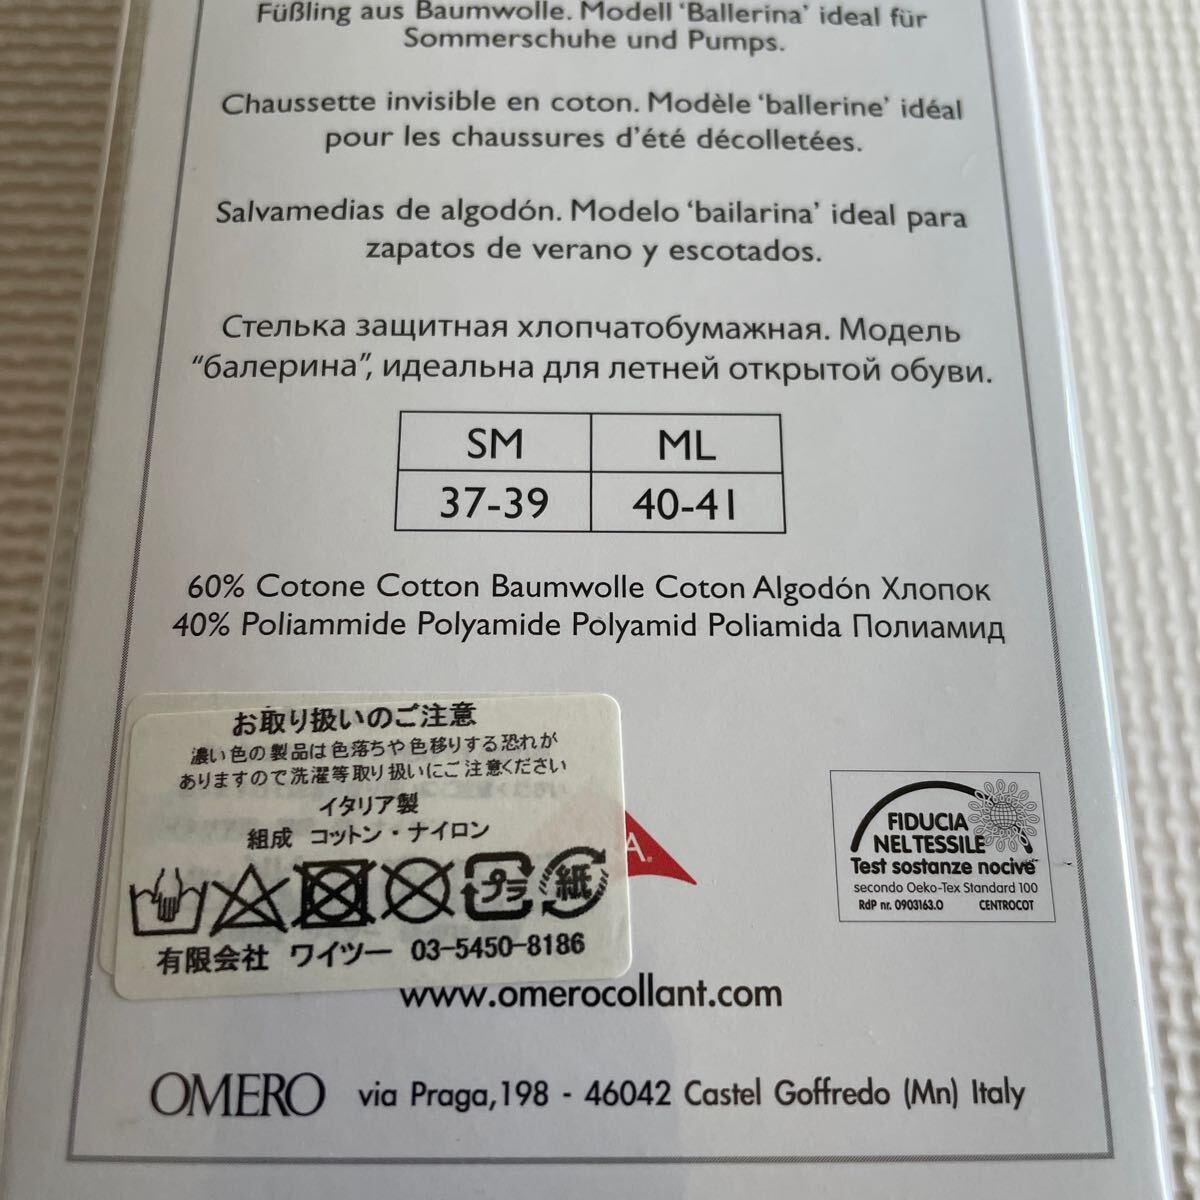 Füßling aus Baumwolle. Modell ‘Ballerina’ ideal für
Sommerschuhe und Pumps.
Chaussette invisible en coton. Modèle ‘ballerine’ idéal
pour les chaussures d’été décolletées.
Salvamedias de algodón. Modelo ‘bailarina’ ideal para
zapatos de verano y escotados.
Стелька защитная хлопчатобумажная. Модель
“балерина”, идеальна для летней открытой обуви.
SM ML
37-39 40-41
60% Cotone Cotton Baumwolle Coton Algodón Хлопок
40% Poliammide Polyamide Polyamid Poliamida Полиамид
お取り扱いのご注意
濃い色の製品は色落ちや色移りする恐れが
ありますので洗濯等取り扱いにご注意ください
イタリア製
組成 コットン・ナイロン
プラ 紙
有限会社 ワイツー 03-5450-8186
A®
FIDUCIA
NEL TESSILE
Test sostanze nocive
secondo Oeko-Tex Standard 100
RdP nr. 0903163.O CENTROCOT
www.omerocollant.com
OMERO via Praga,198 - 46042 Castel Goffredo (Mn) Italy